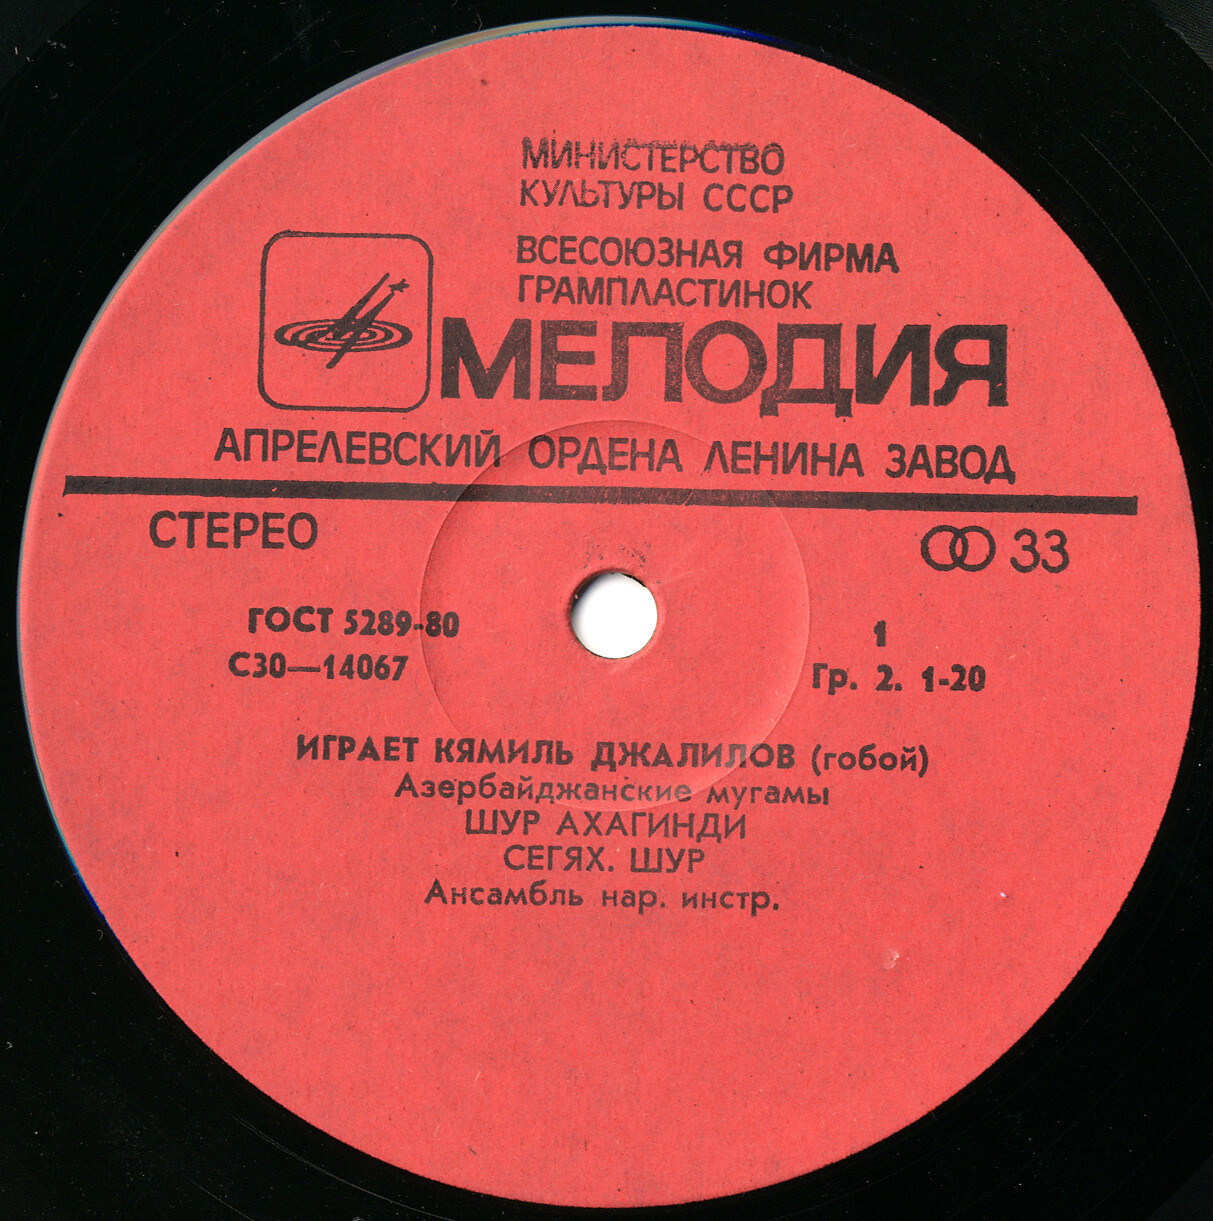 МИНИСТЕРСТВО
КУЛЬТУРЫ СССР
ВСЕСОЮЗНАЯ ФИРМА
ГРАМПЛАСТИНОК
МЕЛОДИЯ
АПРЕЛЕВСКИЙ ОРДЕНА ЛЕНИНА ЗАВОД
СТЕРЕО
33
ГОСТ 5289-80
1
С30—14067
Гр. 2. 1-20
ИГРАЕТ КЯМИЛЬ ДЖАЛИЛОВ (гобой)
Азербайджанские мугамы
ШУР АХАГИНДИ
СЕГЯХ. ШУР
Ансамбль нар. инстр.